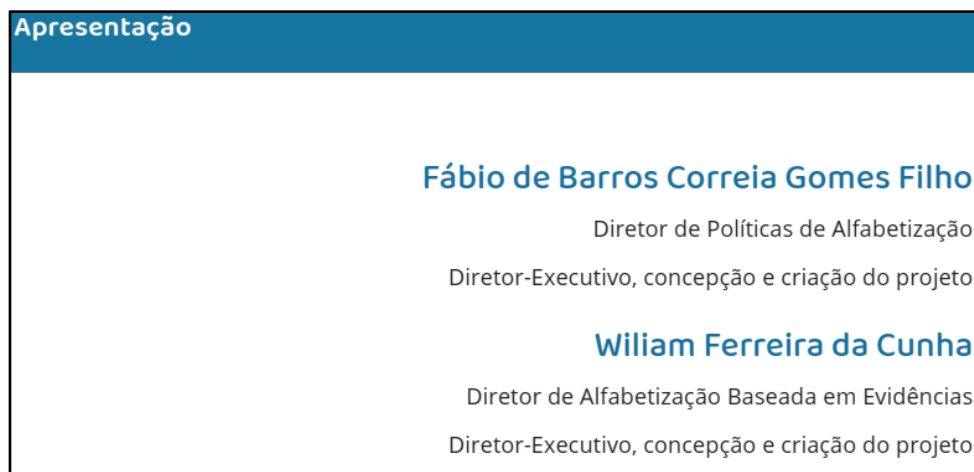 Apresentação
Fábio de Barros Correia Gomes Filho
Diretor de Políticas de Alfabetização
Diretor-Executivo, concepção e criação do projeto
Wiliam Ferreira da Cunha
Diretor de Alfabetização Baseada em Evidências
Diretor-Executivo, concepção e criação do projeto